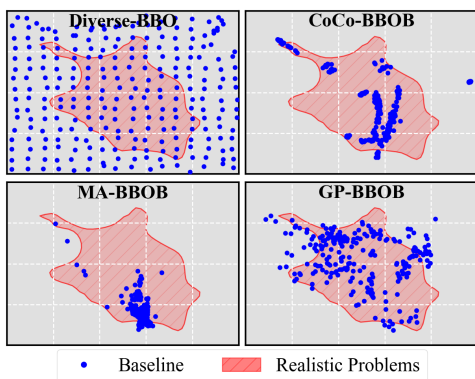 Diverse-BBO
CoCo-BBOB
MA-BBOB
GP-BBOB
Baseline
Realistic Problems